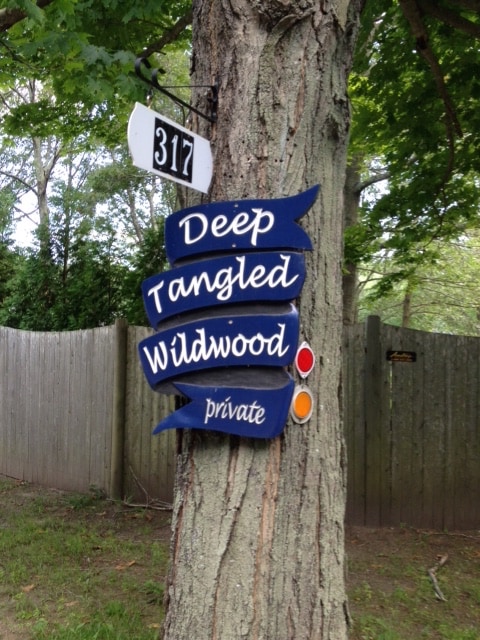 317
Deep
Tangled
Wildwood
private